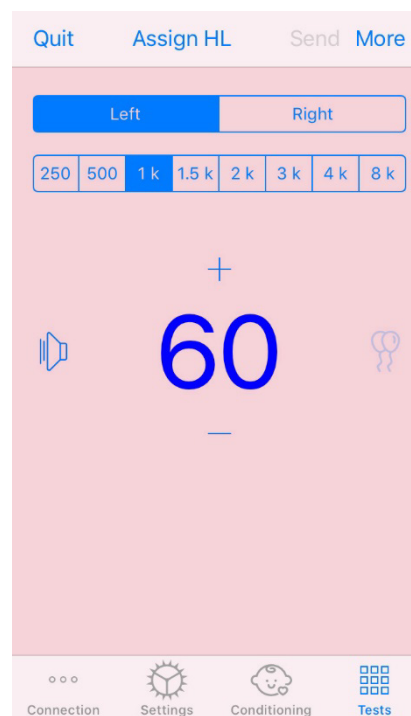 Quit Assign HL Send More
Left Right
250 500 1 k 1.5 k 2 k 3 k 4 k 8 k
+
60
—
Connection Settings Conditioning Tests